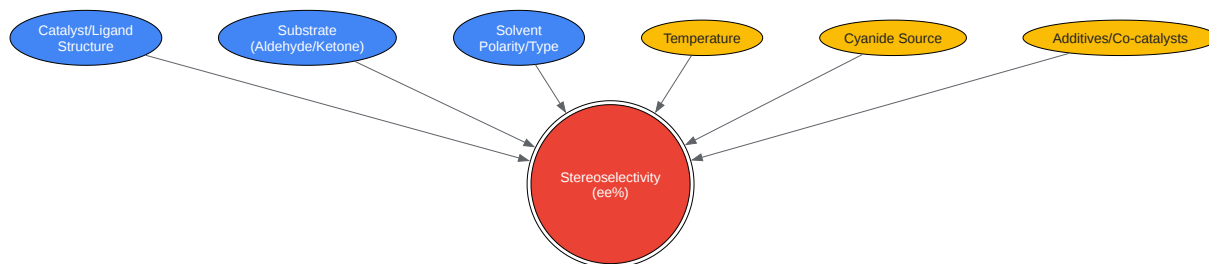 Catalyst/Ligand
Structure
Substrate
(Aldehyde/Ketone)
Solvent
Polarity/Type
Temperature
Cyanide Source
Additives/Co-catalysts
Stereoselectivity
(ee%)